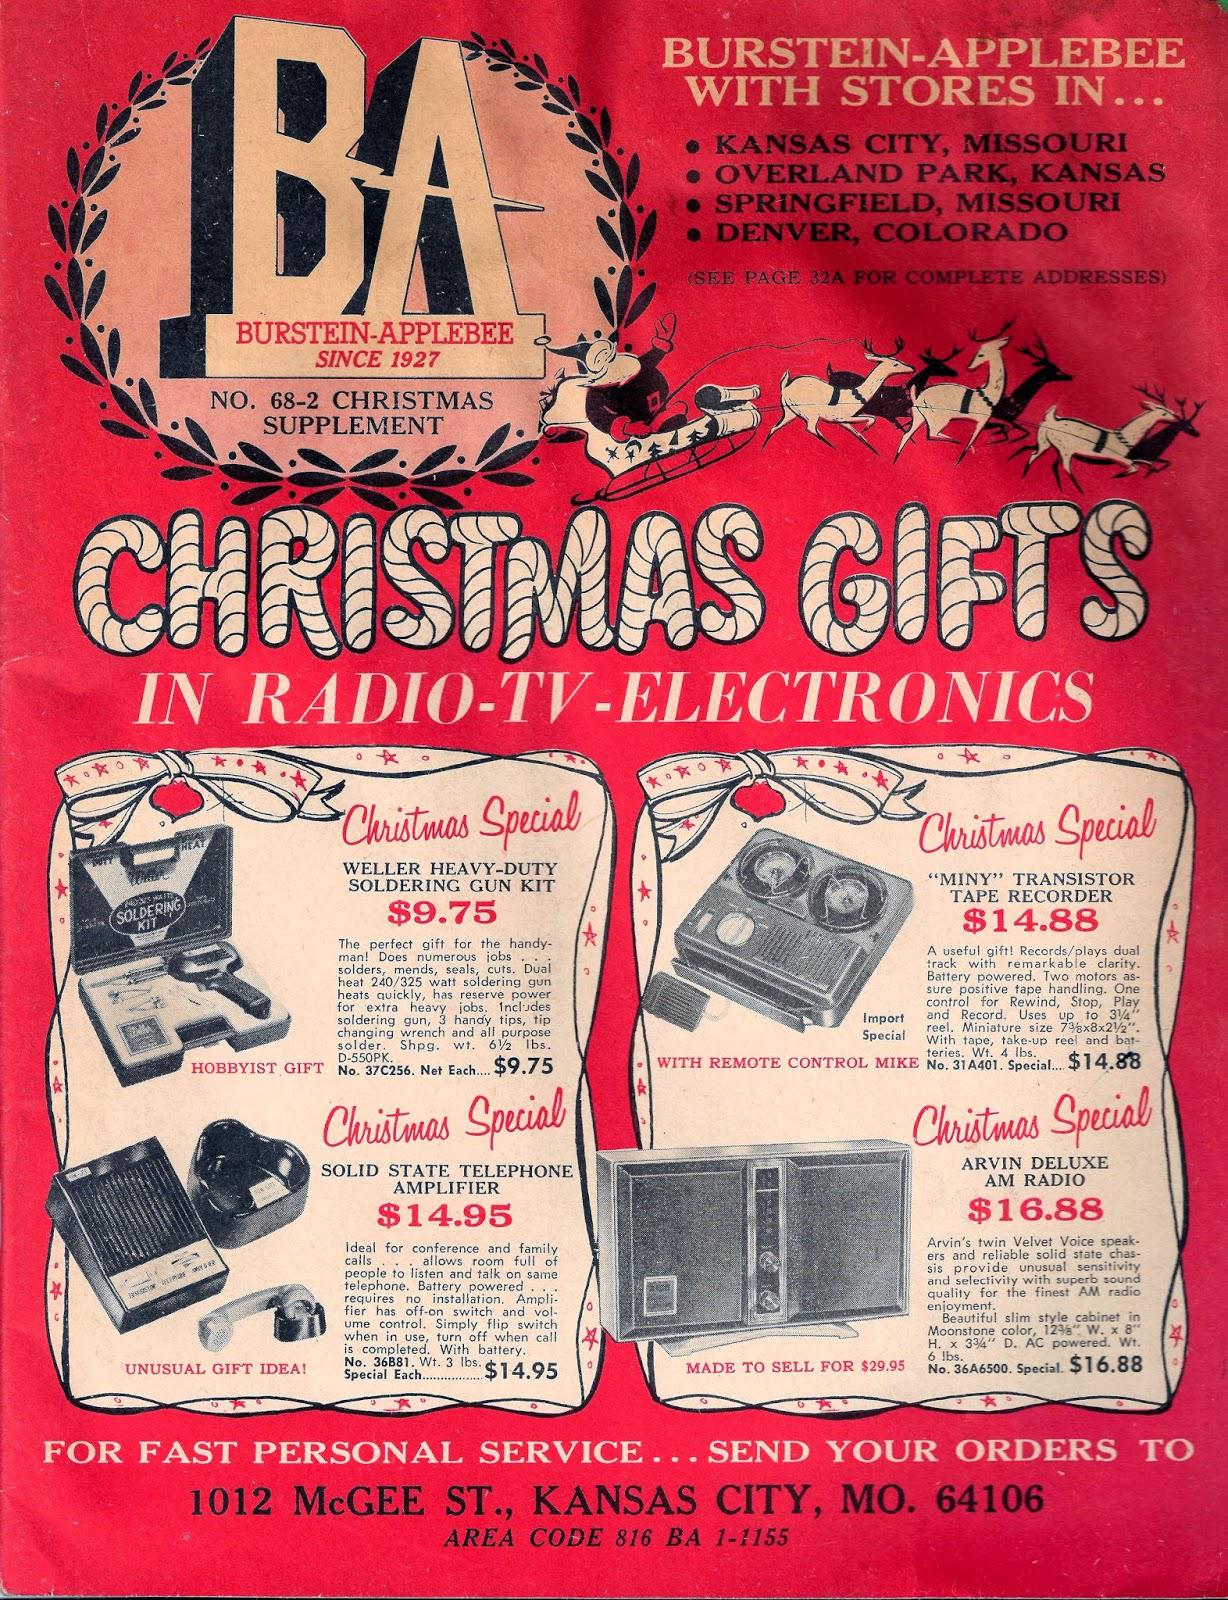 BA
BURSTEIN-APPLEBEE
SINCE 1927
NO. 68-2 CHRISTMAS
SUPPLEMENT
BURSTEIN-APPLEBEE
WITH STORES IN...
• KANSAS CITY, MISSOURI
• OVERLAND PARK, KANSAS
• SPRINGFIELD, MISSOURI
• DENVER, COLORADO
(SEE PAGE 32A FOR COMPLETE ADDRESSES)
CHRISTMAS GIFTS
IN RADIO-TV-ELECTRONICS
Christmas Special
WELLER HEAVY-DUTY
SOLDERING GUN KIT
$9.75
The perfect gift for the handy-
man! Does numerous jobs . . .
solders, mends, seals, cuts. Dual
heat 240/325 watt soldering gun
heats quickly, has reserve power
for extra heavy jobs. Includes
soldering gun, 3 handy tips, tip
changing wrench and all purpose
solder. Shpg. wt. 6½ lbs.
D-550PK.
No. 37C256. Net Each.... $9.75
HEAT
Weller
SOLDERING
KIT
HOBBYIST GIFT
Christmas Special
SOLID STATE TELEPHONE
AMPLIFIER
$14.95
Ideal for conference and family
calls . . . allows room full of
people to listen and talk on same
telephone. Battery powered . . .
requires no installation. Ampli-
fier has off-on switch and vol-
ume control. Simply flip switch
when in use, turn off when call
is completed. With battery.
No. 36B81. Wt. 3 lbs.
Special Each............... $14.95
UNUSUAL GIFT IDEA!
Christmas Special
"MINY" TRANSISTOR
TAPE RECORDER
$14.88
A useful gift! Records/plays dual
track with remarkable clarity.
Battery powered. Two motors as-
sure positive tape handling. One
control for Rewind, Stop, Play
and Record. Uses up to 3¼"
reel. Miniature size 7⅜x8x2½".
With tape, take-up reel and bat-
teries. Wt. 4 lbs.
No. 31A401. Special.... $14.88
Import
Special
WITH REMOTE CONTROL MIKE
Christmas Special
ARVIN DELUXE
AM RADIO
$16.88
Arvin's twin Velvet Voice speak-
ers and reliable solid state chas-
sis provide unusual sensitivity
and selectivity with superb sound
quality for the finest AM radio
enjoyment.
Beautiful slim style cabinet in
Moonstone color, 12⅜" W. x 8"
H. x 3¾" D. AC powered. Wt.
6 lbs.
No. 36A6500. Special. $16.88
MADE TO SELL FOR $29.95
FOR FAST PERSONAL SERVICE...SEND YOUR ORDERS TO
1012 McGEE ST., KANSAS CITY, MO. 64106
AREA CODE 816 BA 1-1155